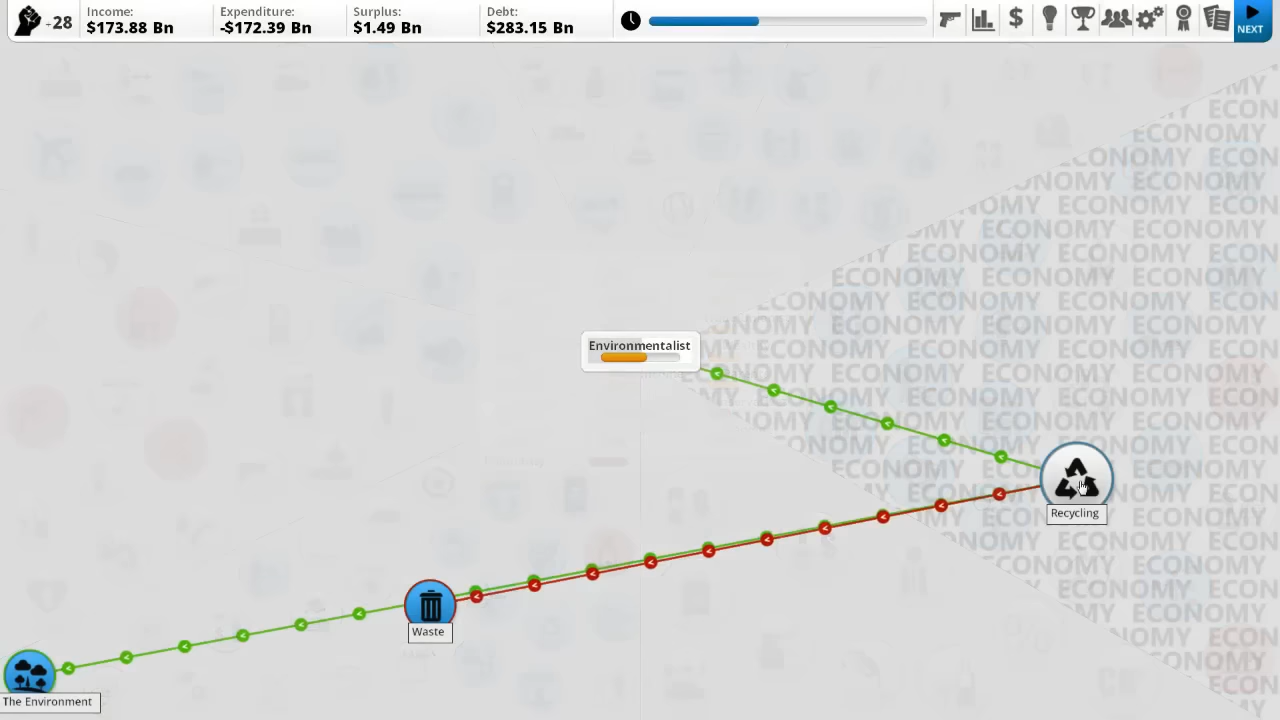 -28
Income:
$173.88 Bn
Expenditure:
-$172.39 Bn
Surplus:
$1.49 Bn
Debt:
$283.15 Bn
NEXT
ECONOMY
Environmentalist
Recycling
Waste
The Environment